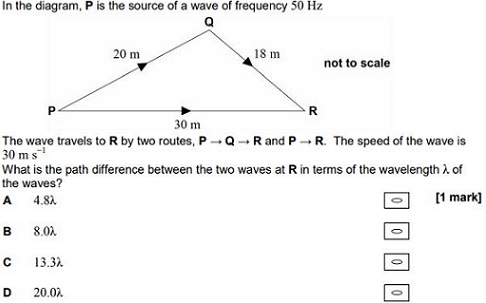 In the diagram, P is the source of a wave of frequency 50 Hz
Q
20 m
18 m
not to scale
P
R
30 m
The wave travels to R by two routes, P → Q → R and P → R. The speed of the wave is
30 m s⁻¹
What is the path difference between the two waves at R in terms of the wavelength λ of
the waves?
[1 mark]
A 4.8λ
B 8.0λ
C 13.3λ
D 20.0λ